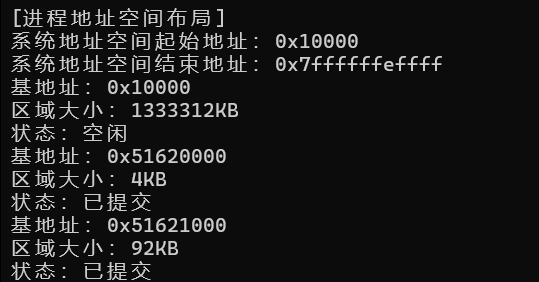 [进程地址空间布局]
系统地址空间起始地址: 0x10000
系统地址空间结束地址: 0x7ffffffeffff
基地址: 0x10000
区域大小: 1333312KB
状态: 空闲
基地址: 0x51620000
区域大小: 4KB
状态: 已提交
基地址: 0x51621000
区域大小: 92KB
状态: 已提交